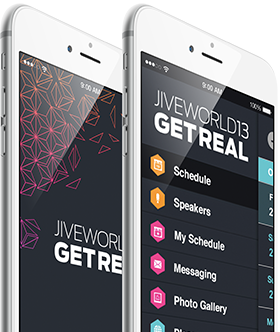 9:00 AM
JIVEWORLD
GET REAL
9:00 AM
100%
JIVEWORLD13
GET REAL
Schedule
Speakers
My Schedule
Messaging
Photo Gallery